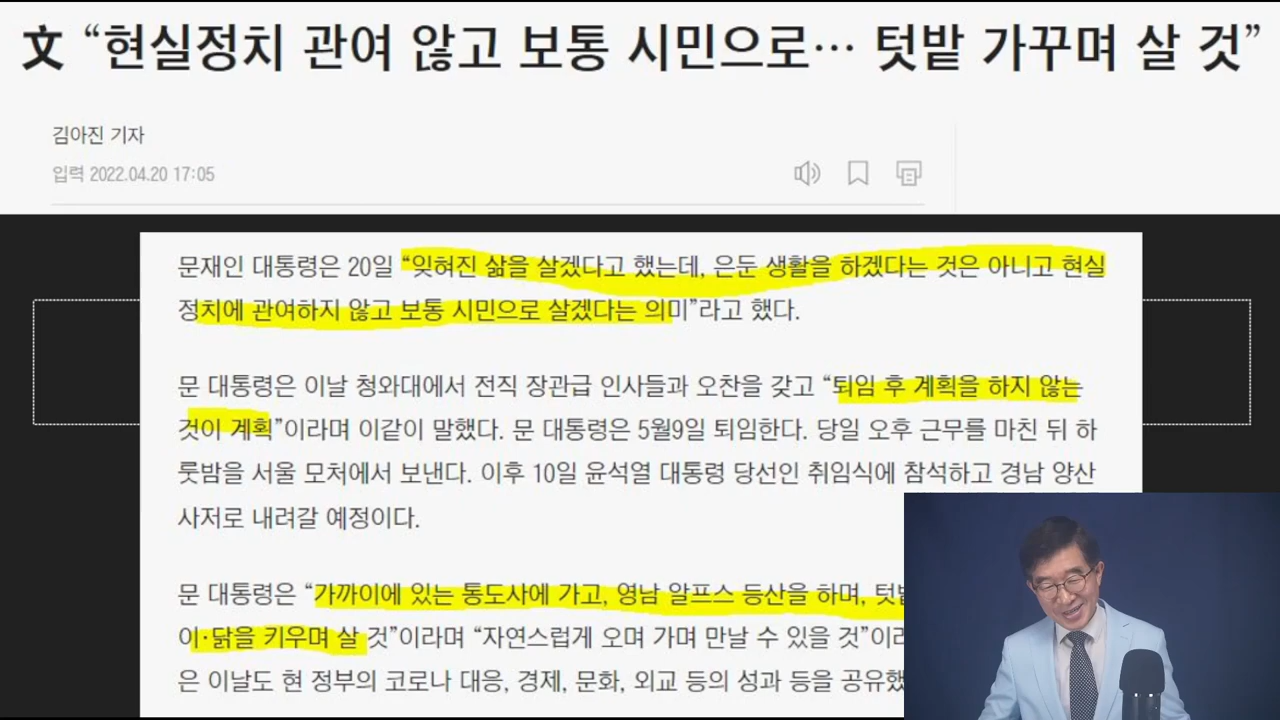 文 “현실정치 관여 않고 보통 시민으로… 텃밭 가꾸며 살 것”
김아진 기자
입력 2022.04.20 17:05
문재인 대통령은 20일 “잊혀진 삶을 살겠다고 했는데, 은둔 생활을 하겠다는 것은 아니고 현실
정치에 관여하지 않고 보통 시민으로 살겠다는 의미”라고 했다.
문 대통령은 이날 청와대에서 전직 장관급 인사들과 오찬을 갖고 “퇴임 후 계획을 하지 않는
것이 계획”이라며 이같이 말했다. 문 대통령은 5월9일 퇴임한다. 당일 오후 근무를 마친 뒤 하
룻밤을 서울 모처에서 보낸다. 이후 10일 윤석열 대통령 당선인 취임식에 참석하고 경남 양산
사저로 내려갈 예정이다.
문 대통령은 “가까이에 있는 통도사에 가고, 영남 알프스 등산을 하며,
이·닭을 키우며 살 것”이라며 “자연스럽게 오며 가며 만날 수 있을 것”
은 이날도 현 정부의 코로나 대응, 경제, 문화, 외교 등의 성과 등을